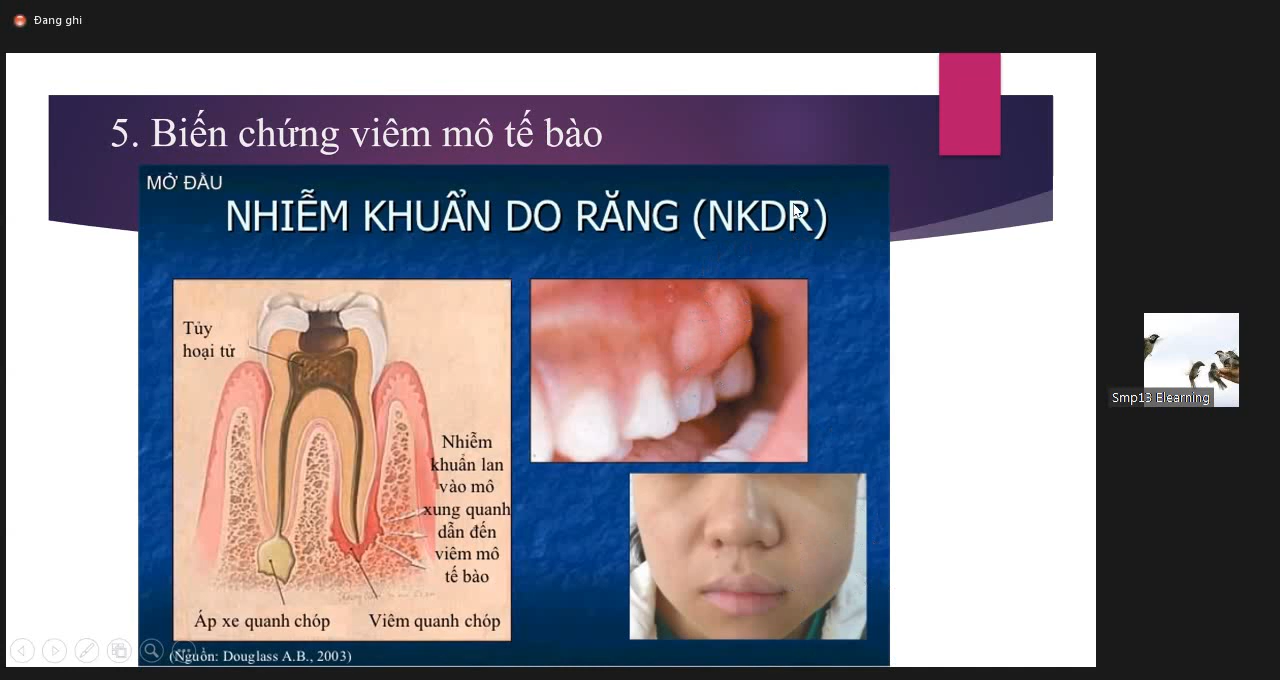 Đang ghi
5. Biến chứng viêm mô tế bào
MỞ ĐẦU
NHIỄM KHUẨN DO RĂNG (NKDR)
Tủy
hoại tử
Nhiễm
khuẩn lan
vào mô
xung quanh
dẫn đến
viêm mô
tế bào
Áp xe quanh chóp
Viêm quanh chóp
(Nguồn: Douglass A.B., 2003)
Smp13 Elearning